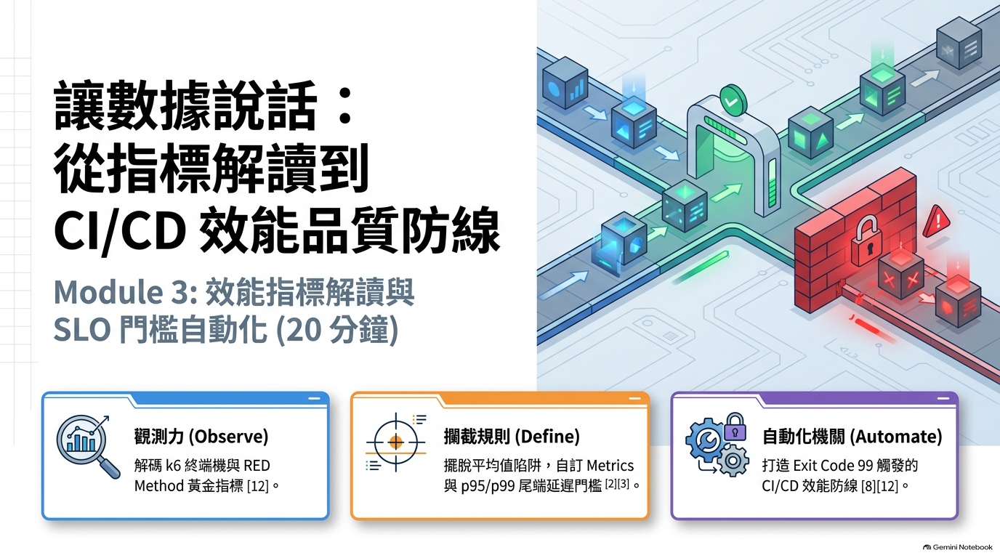 讓數據說話：
從指標解讀到
CI/CD 效能品質防線
Module 3: 效能指標解讀與
SLO 門檻自動化 (20 分鐘)
觀測力 (Observe)
解碼 k6 終端機與 RED
Method 黃金指標 [12]。
攔截規則 (Define)
擺脫平均值陷阱，自訂 Metrics
與 p95/p99 尾端延遲門檻 [2][3]。
自動化機關 (Automate)
打造 Exit Code 99 觸發的
CI/CD 效能防線 [8][12]。
Gemini Notebook